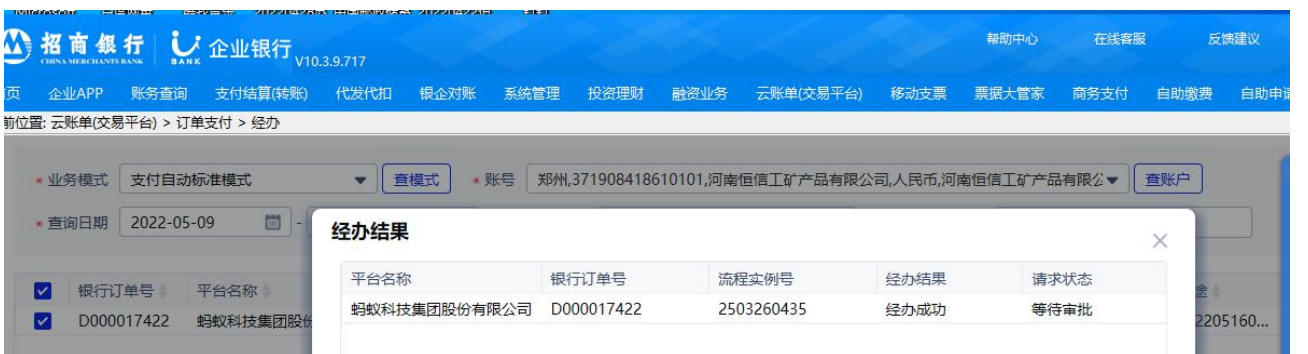 招商银行 企业银行 V10.3.9.717 帮助中心 在线客服 反馈建议
CHINA MERCHANTS BANK BANK
页 企业APP 账务查询 支付结算(转账) 代发代扣 银企对账 系统管理 投资理财 融资业务 云账单(交易平台) 移动支票 票据大管家 商务支付 自助缴费 自助申请
前位置: 云账单(交易平台) > 订单支付 > 经办
* 业务模式 支付自动标准模式 查模式 * 账号 郑州,371908418610101,河南恒信工矿产品有限公司,人民币,河南恒信工矿产品有限公 查账户
* 查询日期 2022-05-09 -
经办结果
平台名称 银行订单号 流程实例号 经办结果 请求状态
蚂蚁科技集团股份有限公司 D000017422 2503260435 经办成功 等待审批
银行订单号 平台名称
D000017422 蚂蚁科技集团股份 2205160...